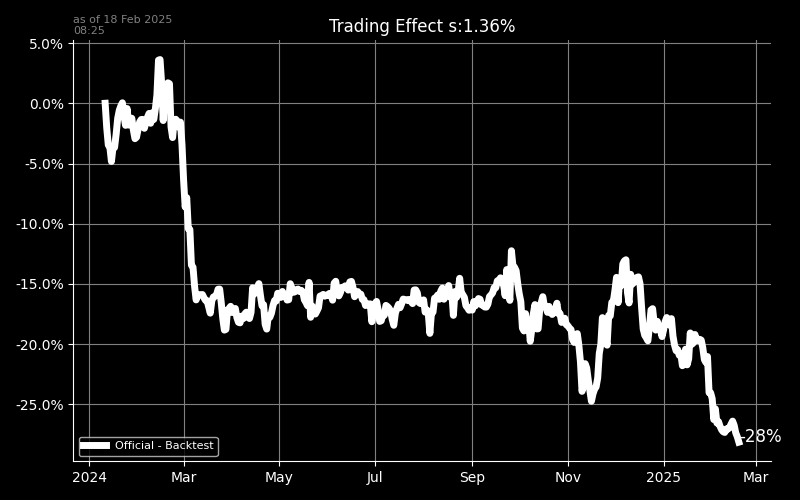 as of 18 Feb 2025
08:25
Trading Effect s:1.36%
5.0%
0.0%
-5.0%
-10.0%
-15.0%
-20.0%
-25.0%
-28%
Official - Backtest
2024 Mar May Jul Sep Nov 2025 Mar